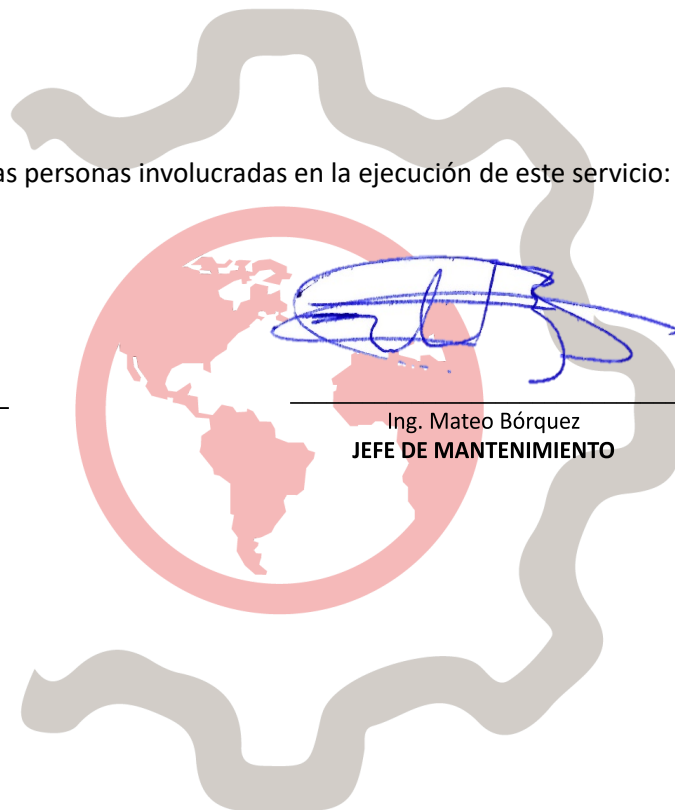 as personas involucradas en la ejecución de este servicio:
Ing. Mateo Bórquez
JEFE DE MANTENIMIENTO